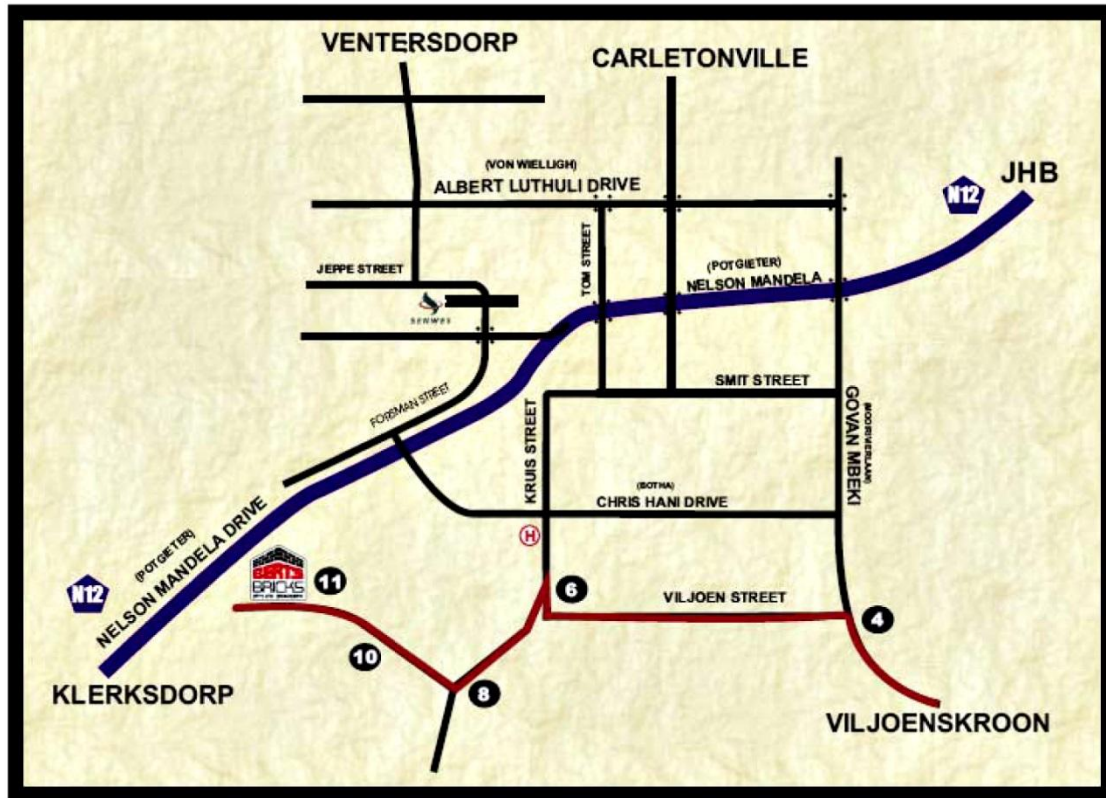 VENTERSDORP
CARLETONVILLE
(VON WIELLIGH)
ALBERT LUTHULI DRIVE
JHB
N12
JEPPE STREET
TOM STREET
(POTGIETER)
NELSON MANDELA
SENWES
SMIT STREET
FORSMAN STREET
KRUIS STREET
GOVAN MBEKI
(MOORIVIERLAAN)
(BOTHA)
CHRIS HANI DRIVE
H
(POTGIETER)
NELSON MANDELA DRIVE
N12
BERTS
BRICKS
11
6
VILJOEN STREET
4
10
8
KLERKSDORP
VILJOENSKROON